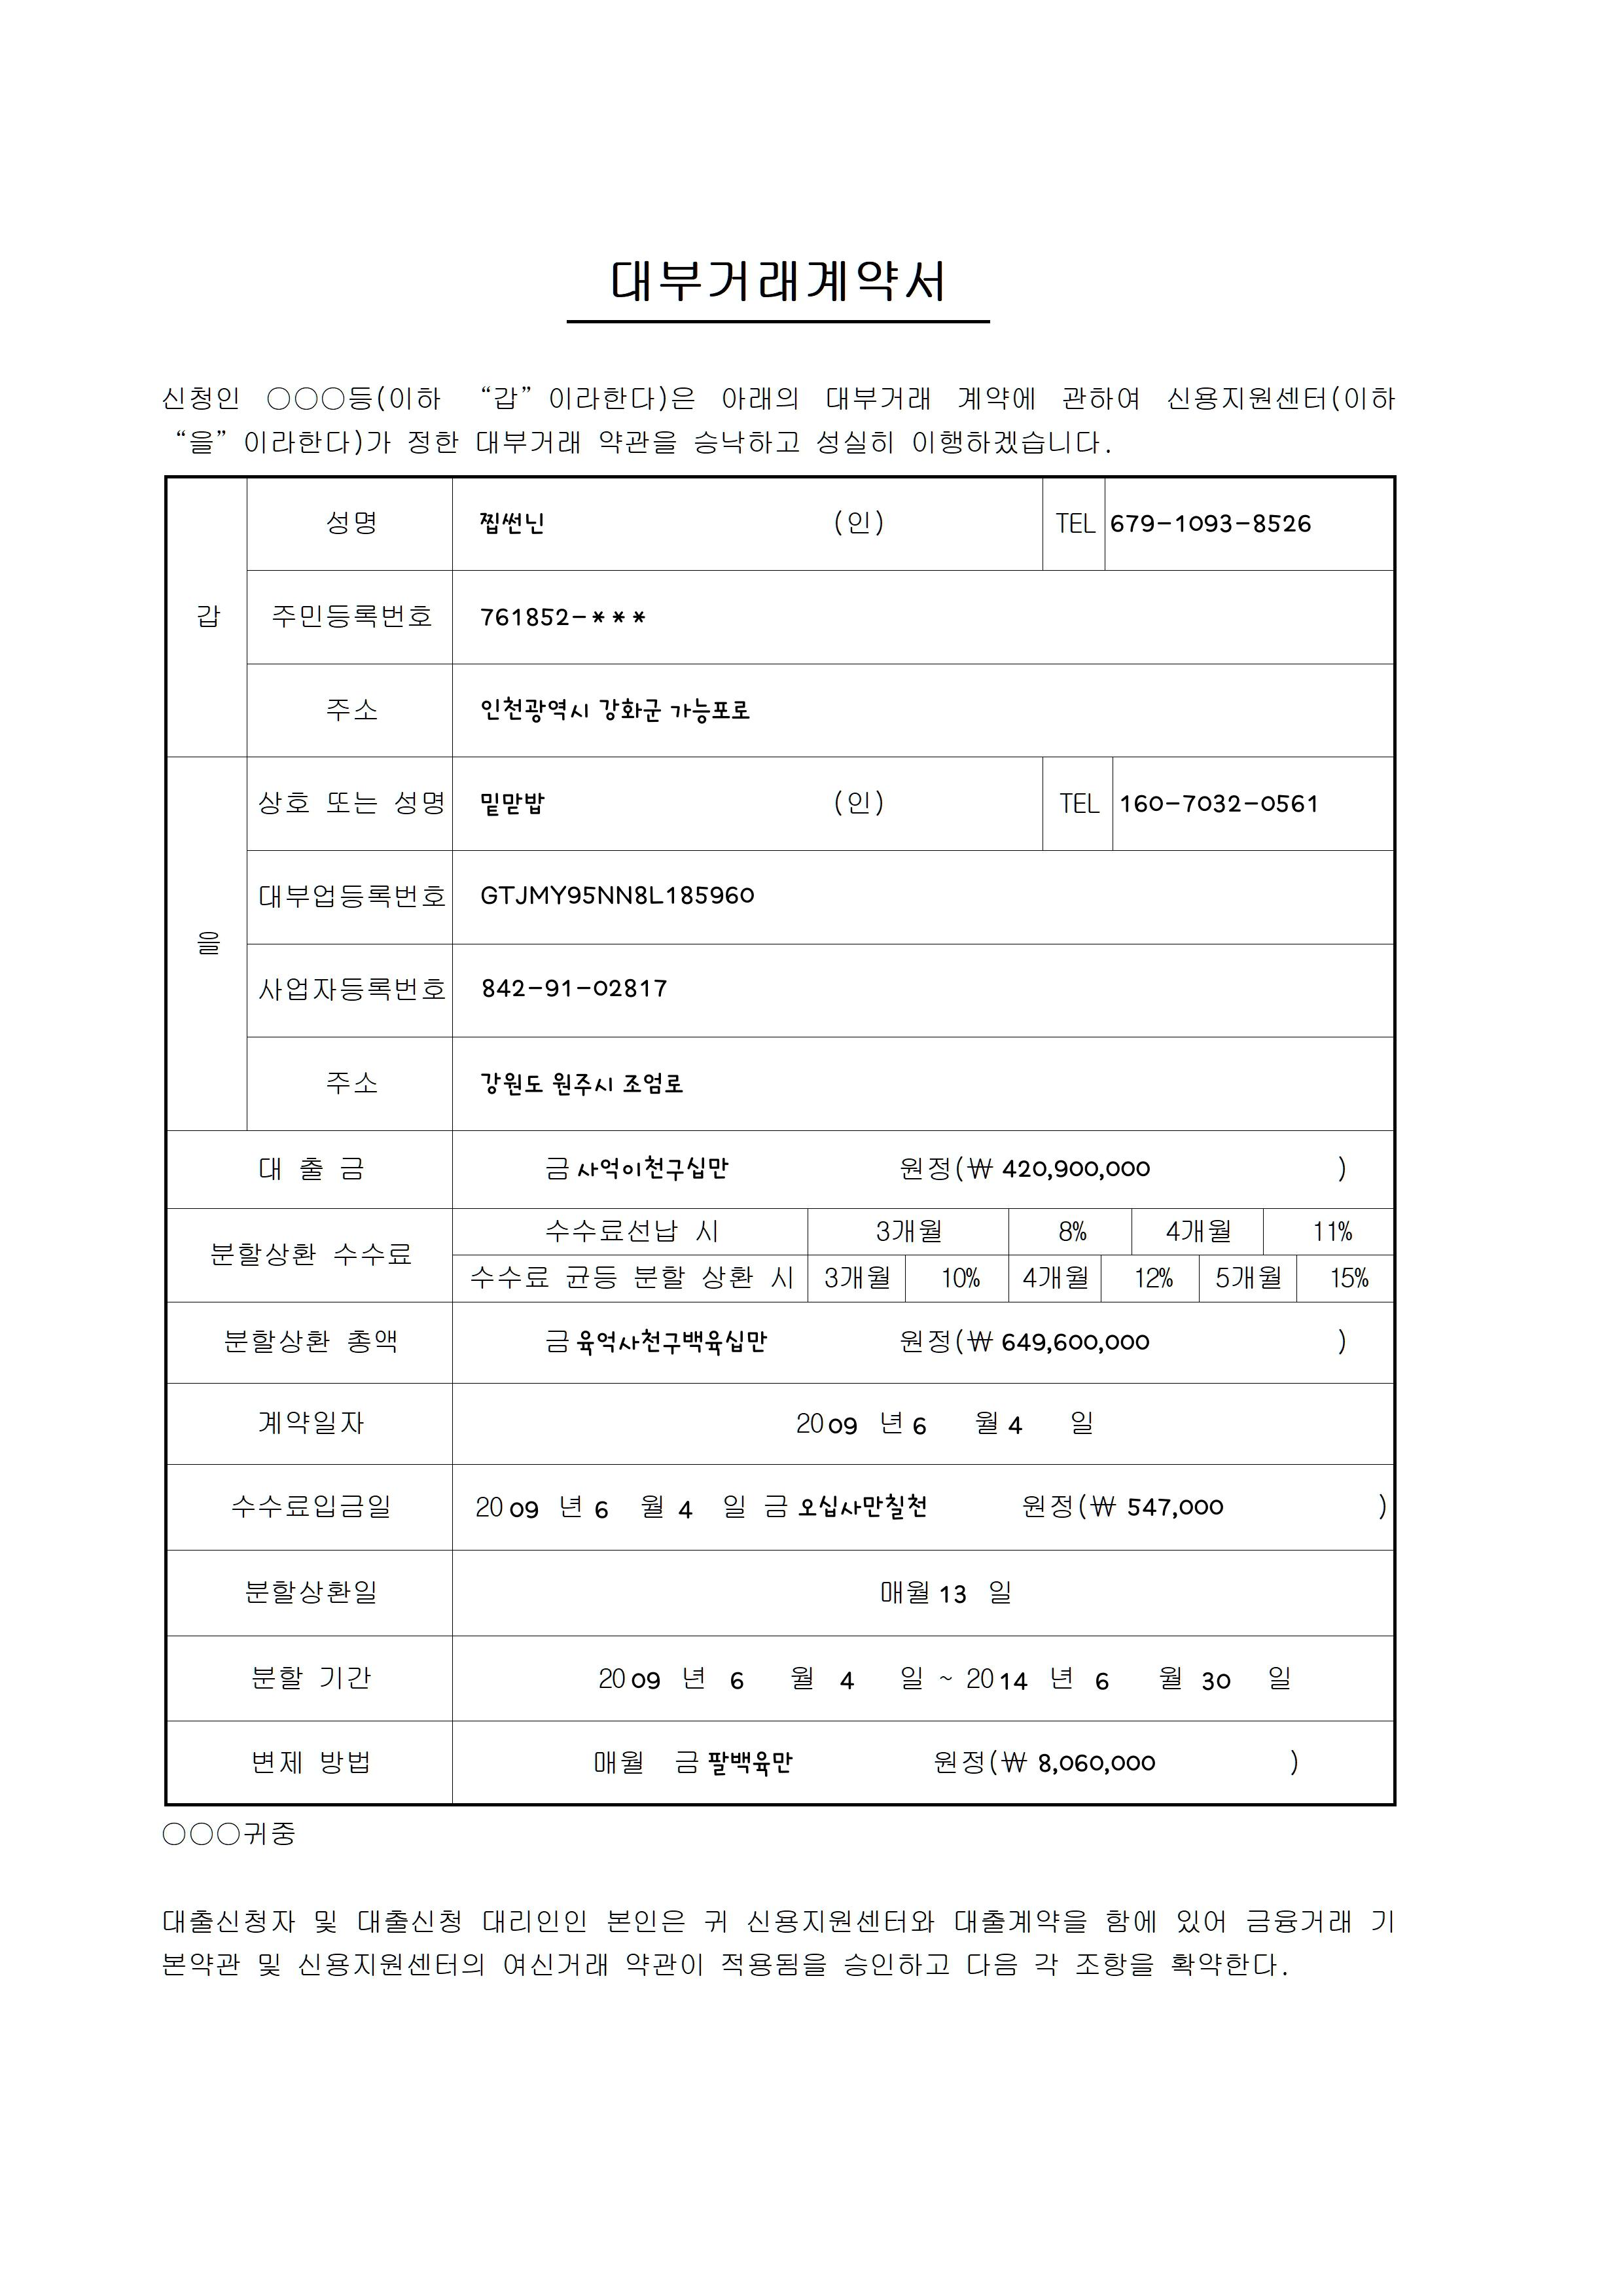 대부거래계약서
신청인 ○○○등(이하 “갑”이라한다)은 아래의 대부거래 계약에 관하여 신용지원센터(이하
“을”이라한다)가 정한 대부거래 약관을 승낙하고 성실히 이행하겠습니다.
갑
성명 찝썬닌 (인) TEL 679-1093-8526
주민등록번호 761852-***
주소 인천광역시 강화군 가능포로
을
상호 또는 성명 밑맏밥 (인) TEL 160-7032-0561
대부업등록번호 GTJMY95NN8L185960
사업자등록번호 842-91-02817
주소 강원도 원주시 조엄로
대 출 금 금 사억이천구십만 원정(₩ 420,900,000 )
분할상환 수수료
수수료선납 시 3개월 8% 4개월 11%
수수료 균등 분할 상환 시 3개월 10% 4개월 12% 5개월 15%
분할상환 총액 금 육억사천구백육십만 원정(₩ 649,600,000 )
계약일자 2009 년 6 월 4 일
수수료입금일 2009 년 6 월 4 일 금 오십사만칠천 원정(₩ 547,000 )
분할상환일 매월 13 일
분할 기간 2009 년 6 월 4 일 ~ 2014 년 6 월 30 일
변제 방법 매월 금 팔백육만 원정(₩ 8,060,000 )
○○○귀중
대출신청자 및 대출신청 대리인인 본인은 귀 신용지원센터와 대출계약을 함에 있어 금융거래 기
본약관 및 신용지원센터의 여신거래 약관이 적용됨을 승인하고 다음 각 조항을 확약한다.